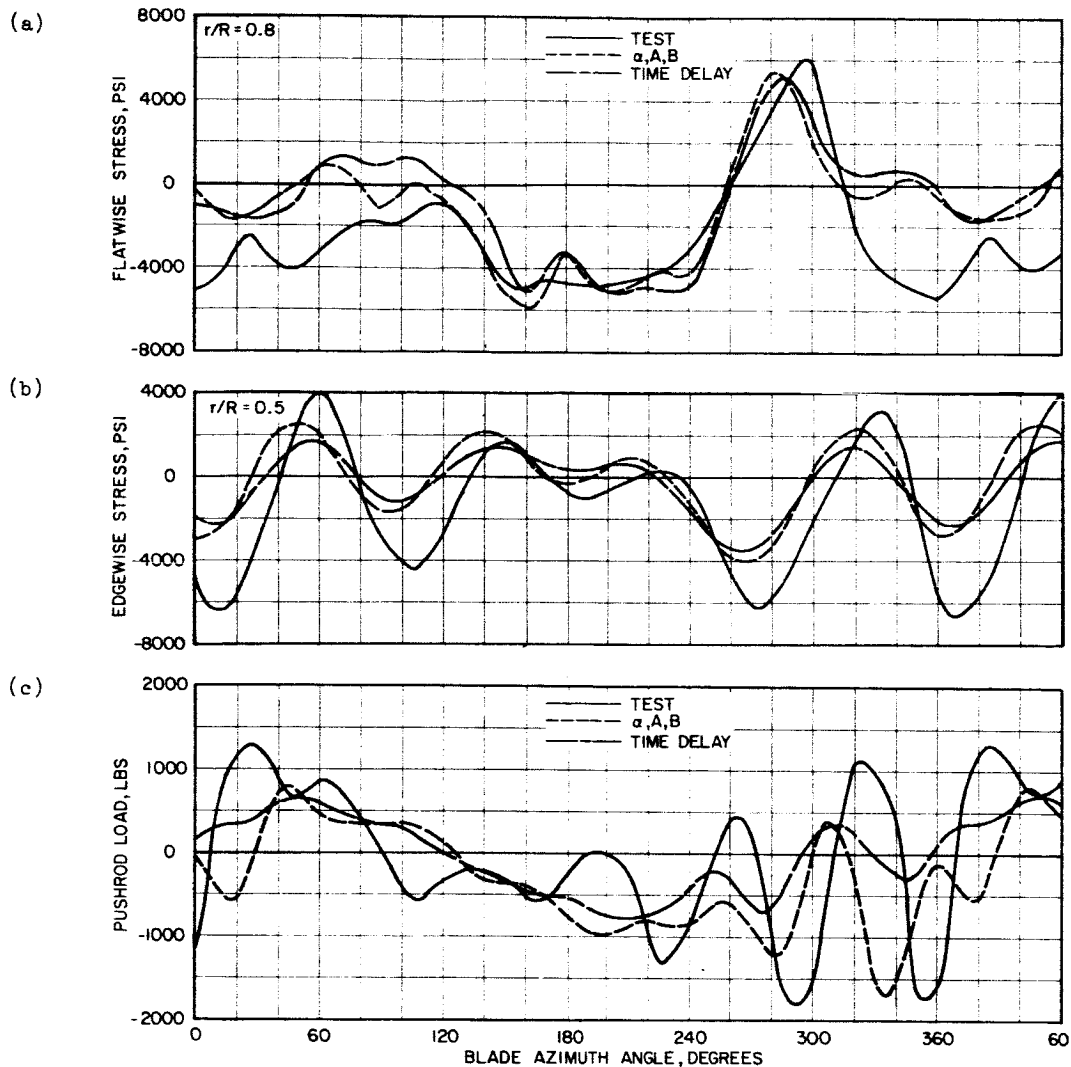 (a)
r/R = 0.8
TEST
α, A, B
TIME DELAY
FLATWISE STRESS, PSI
8000
4000
0
-4000
-8000
(b)
r/R = 0.5
EDGEWISE STRESS, PSI
4000
0
-4000
-8000
(c)
TEST
α, A, B
TIME DELAY
PUSHROD LOAD, LBS
2000
1000
0
-1000
-2000
0 60 120 180 240 300 360 60
BLADE AZIMUTH ANGLE, DEGREES